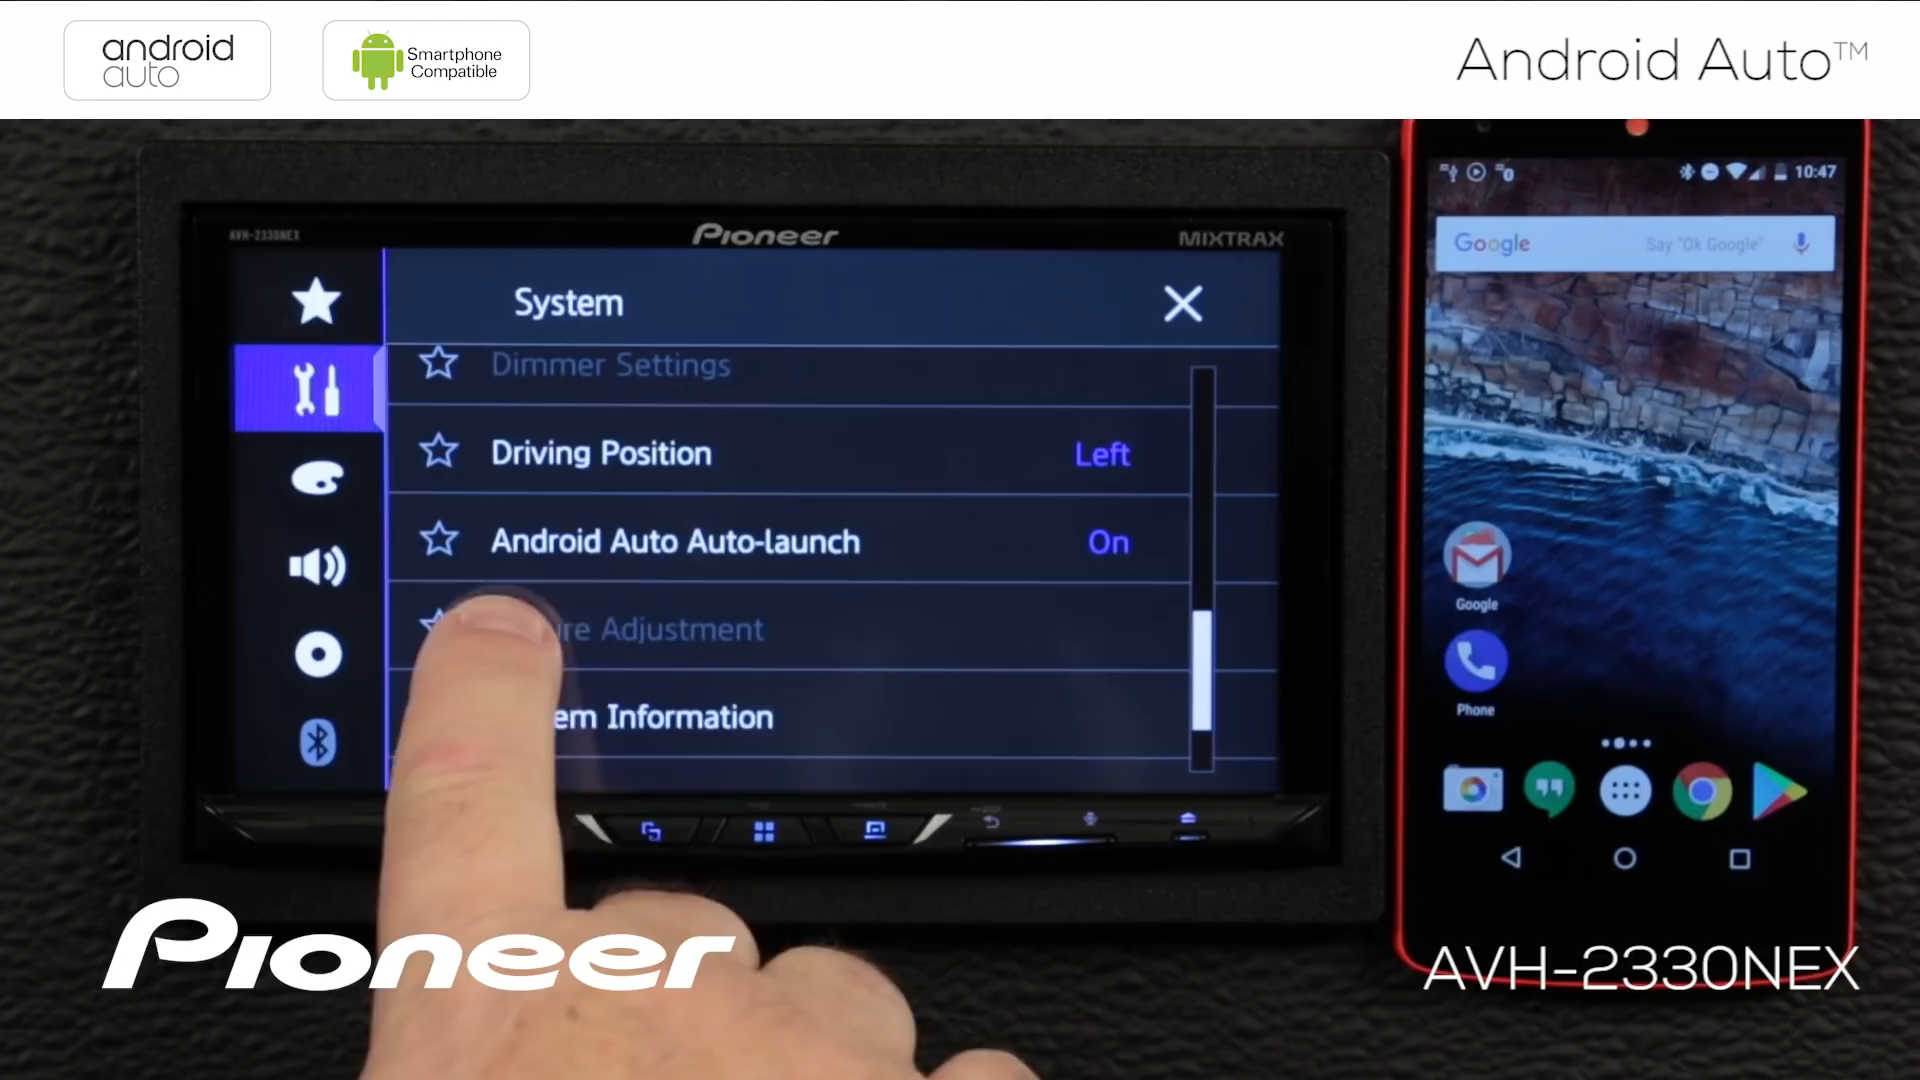 android
auto
Smartphone
Compatible
Android Auto™
AVH-2330NEX
Pioneer
MIXTRAX
System
Dimmer Settings
Driving Position
Left
Android Auto Auto-launch
On
re Adjustment
em Information
10:47
Google
Say "Ok Google"
Google
Phone
Pioneer
AVH-2330NEX